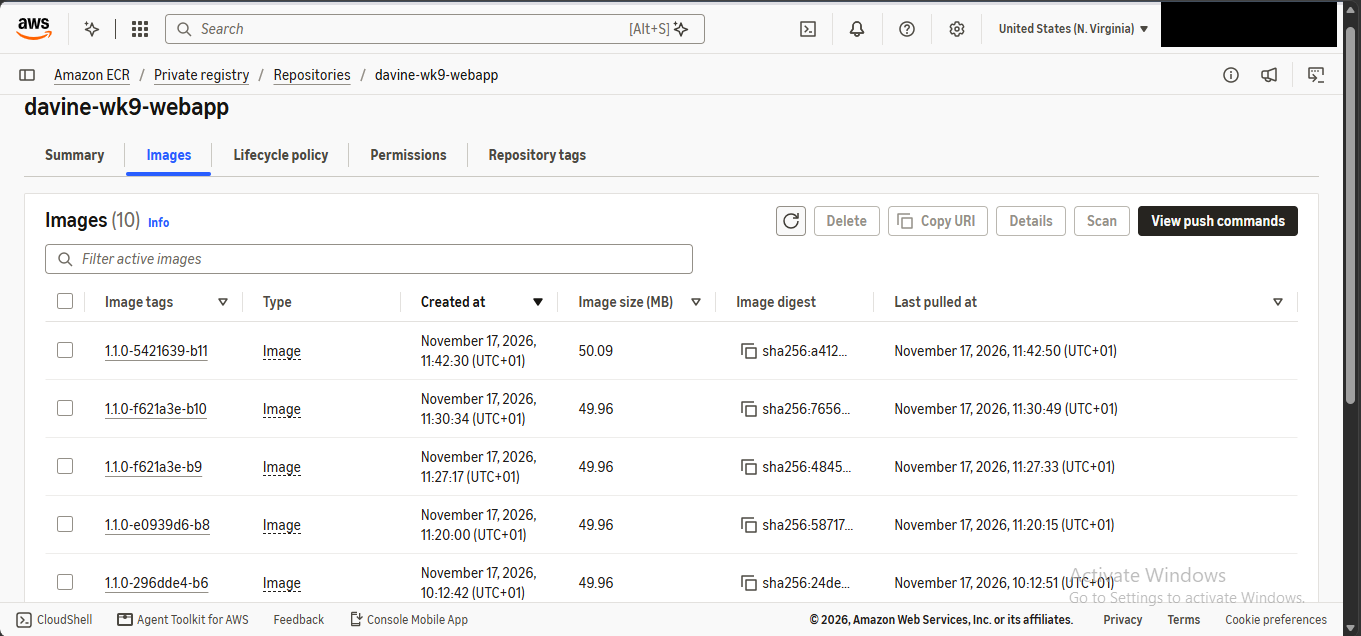 aws
Search [Alt+S] United States (N. Virginia)
Amazon ECR / Private registry / Repositories / davine-wk9-webapp
davine-wk9-webapp
Summary Images Lifecycle policy Permissions Repository tags
Images (10) Info Delete Copy URI Details Scan View push commands
Filter active images
Image tags Type Created at Image size (MB) Image digest Last pulled at
1.1.0-5421639-b11 Image November 17, 2026, 11:42:30 (UTC+01) 50.09 sha256:a412... November 17, 2026, 11:42:50 (UTC+01)
1.1.0-f621a3e-b10 Image November 17, 2026, 11:30:34 (UTC+01) 49.96 sha256:7656... November 17, 2026, 11:30:49 (UTC+01)
1.1.0-f621a3e-b9 Image November 17, 2026, 11:27:17 (UTC+01) 49.96 sha256:4845... November 17, 2026, 11:27:33 (UTC+01)
1.1.0-e0939d6-b8 Image November 17, 2026, 11:20:00 (UTC+01) 49.96 sha256:58717... November 17, 2026, 11:20:15 (UTC+01)
1.1.0-296dde4-b6 Image November 17, 2026, 10:12:42 (UTC+01) 49.96 sha256:24de... November 17, 2026, 10:12:51 (UTC+01)
Activate Windows
Go to Settings to activate Windows.
CloudShell Agent Toolkit for AWS Feedback Console Mobile App © 2026, Amazon Web Services, Inc. or its affiliates. Privacy Terms Cookie preferences